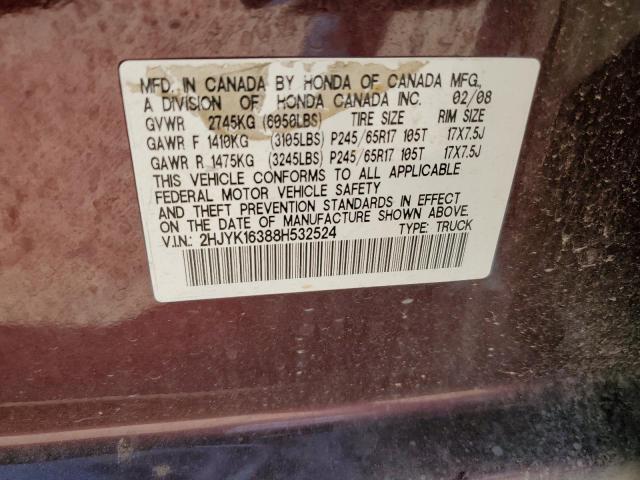 MFD. IN CANADA BY HONDA OF CANADA MFG.,
A DIVISION OF HONDA CANADA INC. 02/08
GVWR 2745KG (6050LBS) TIRE SIZE RIM SIZE
GAWR F 1410KG (3105LBS) P245/65R17 105T 17X7.5J
GAWR R 1475KG (3245LBS) P245/65R17 105T 17X7.5J
THIS VEHICLE CONFORMS TO ALL APPLICABLE
FEDERAL MOTOR VEHICLE SAFETY
AND THEFT PREVENTION STANDARDS IN EFFECT
ON THE DATE OF MANUFACTURE SHOWN ABOVE.
V.I.N.: 2HJYK16388H532524 TYPE: TRUCK